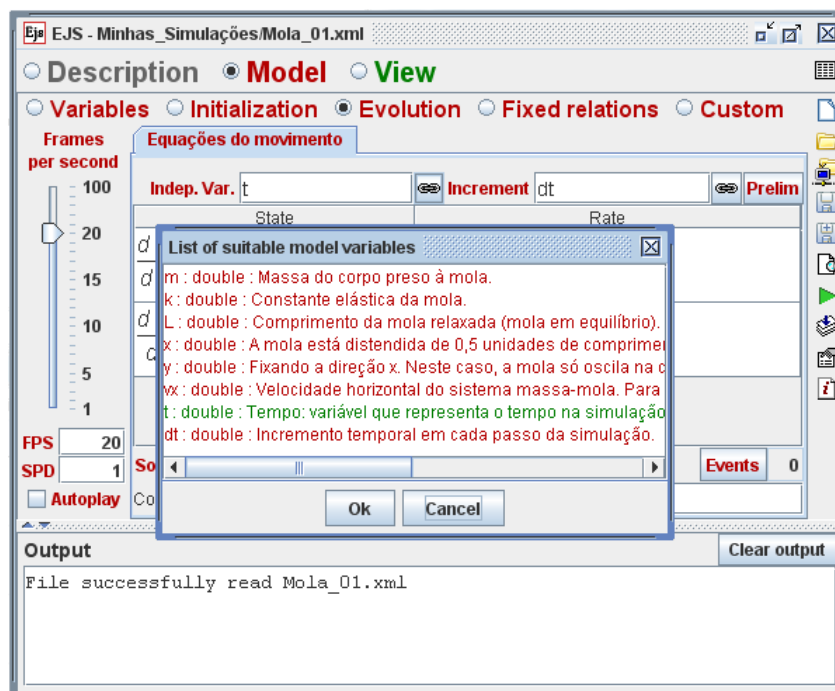 Ejs EJS - Minhas_Simulações/Mola_01.xml
Description Model View
Variables Initialization Evolution Fixed relations Custom
Frames
per second
Equações do movimento
100
20
15
10
5
1
Indep. Var. t Increment dt Prelim
State Rate
d
d
d
List of suitable model variables
m : double : Massa do corpo preso à mola.
k : double : Constante elástica da mola.
L : double : Comprimento da mola relaxada (mola em equilíbrio).
x : double : A mola está distendida de 0,5 unidades de comprimer
y : double : Fixando a direção x. Neste caso, a mola só oscila na
vx : double : Velocidade horizontal do sistema massa-mola. Para
t : double : Tempo: variável que representa o tempo na simulação
dt : double : Incremento temporal em cada passo da simulação.
Ok Cancel
FPS 20
SPD 1 So Events 0
Autoplay Co
Output Clear output
File successfully read Mola_01.xml